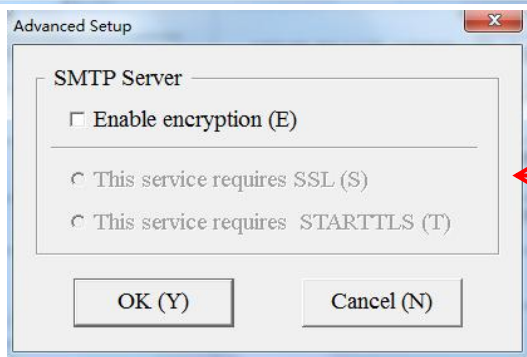 Advanced Setup
SMTP Server
Enable encryption (E)
This service requires SSL (S)
This service requires STARTTLS (T)
OK (Y)
Cancel (N)